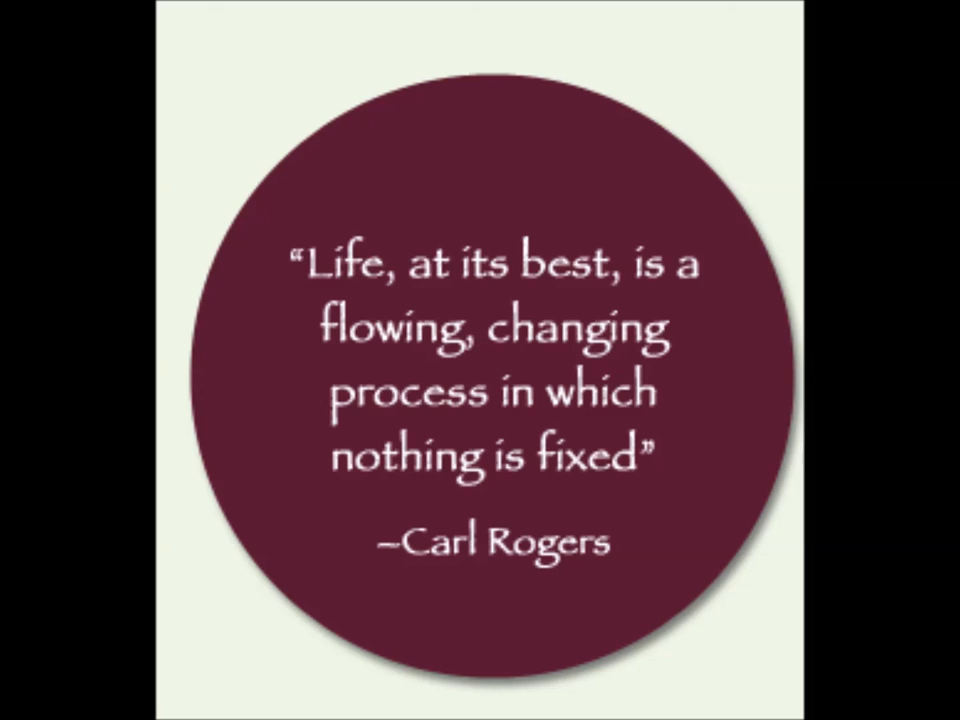 “Life, at its best, is a
flowing, changing
process in which
nothing is fixed”
–Carl Rogers